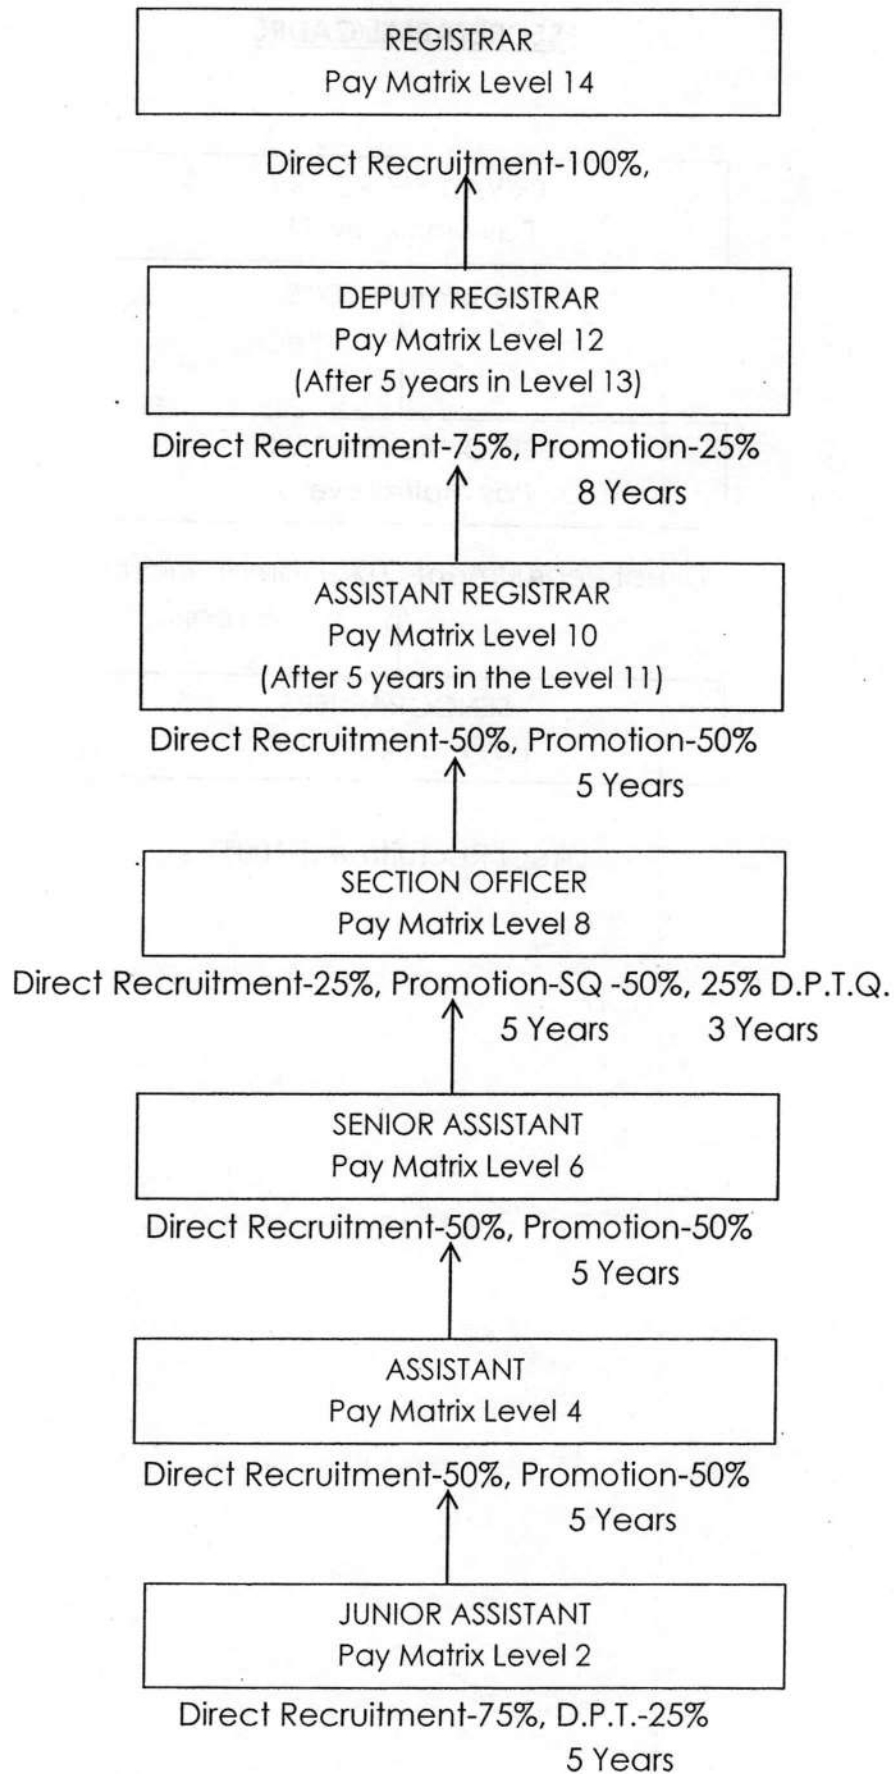 REGISTRAR
Pay Matrix Level 14
Direct Recruitment-100%,
DEPUTY REGISTRAR
Pay Matrix Level 12
(After 5 years in Level 13)
Direct Recruitment-75%, Promotion-25%
8 Years
ASSISTANT REGISTRAR
Pay Matrix Level 10
(After 5 years in the Level 11)
Direct Recruitment-50%, Promotion-50%
5 Years
SECTION OFFICER
Pay Matrix Level 8
Direct Recruitment-25%, Promotion-SQ -50%, 25% D.P.T.Q.
5 Years 3 Years
SENIOR ASSISTANT
Pay Matrix Level 6
Direct Recruitment-50%, Promotion-50%
5 Years
ASSISTANT
Pay Matrix Level 4
Direct Recruitment-50%, Promotion-50%
5 Years
JUNIOR ASSISTANT
Pay Matrix Level 2
Direct Recruitment-75%, D.P.T.-25%
5 Years